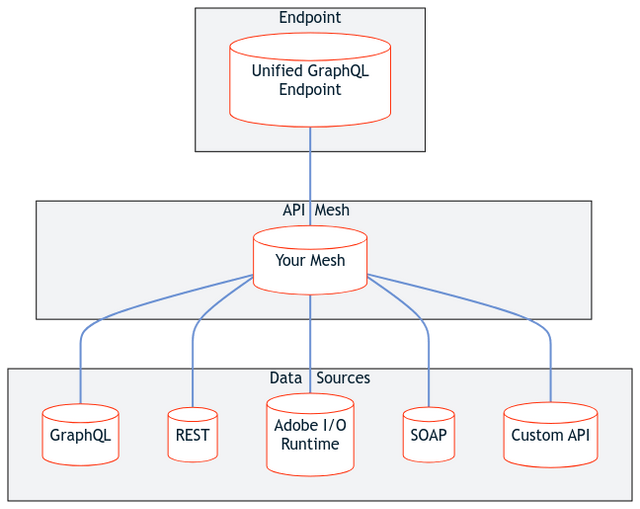 Endpoint
Unified GraphQL
Endpoint
API Mesh
Your Mesh
Data Sources
GraphQL
REST
Adobe I/O
Runtime
SOAP
Custom API